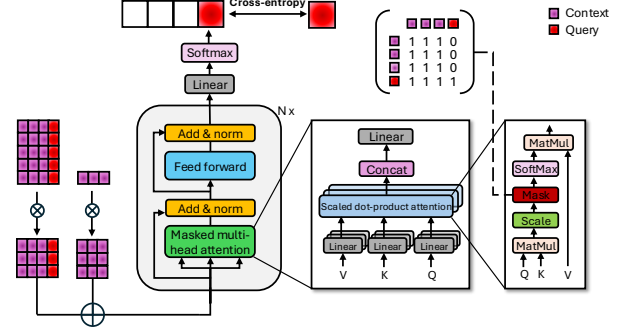 Cross-entropy
Context
Query
1 1 1 0
1 1 1 0
1 1 1 0
1 1 1 1
Softmax
Linear
N x
Add & norm
Feed forward
Add & norm
Masked multi-
head attention
Linear
Concat
Scaled dot-product attention
Linear
Linear
Linear
V
K
Q
MatMul
SoftMax
Mask
Scale
MatMul
Q
K
V